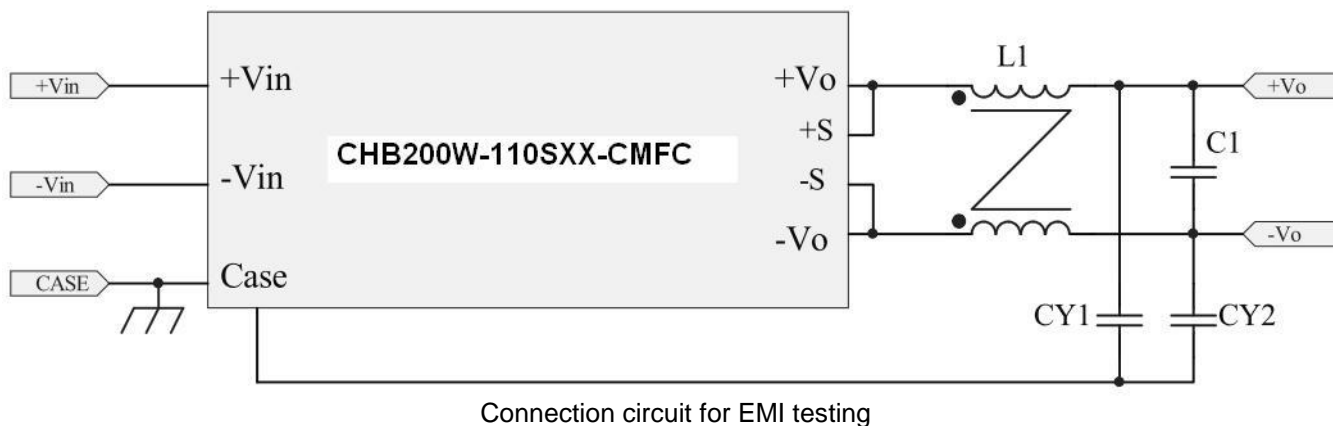 L1
+Vin
+Vin
+Vo
+Vo
+S
C1
CHB200W-110SXX-CMFC
-Vin
-Vin
-S
-Vo
-Vo
CASE
Case
CY1
CY2
Connection circuit for EMI testing